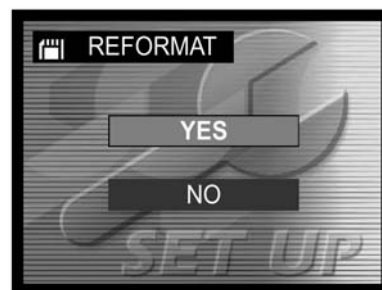 REFORMAT
YES
NO
SET UP